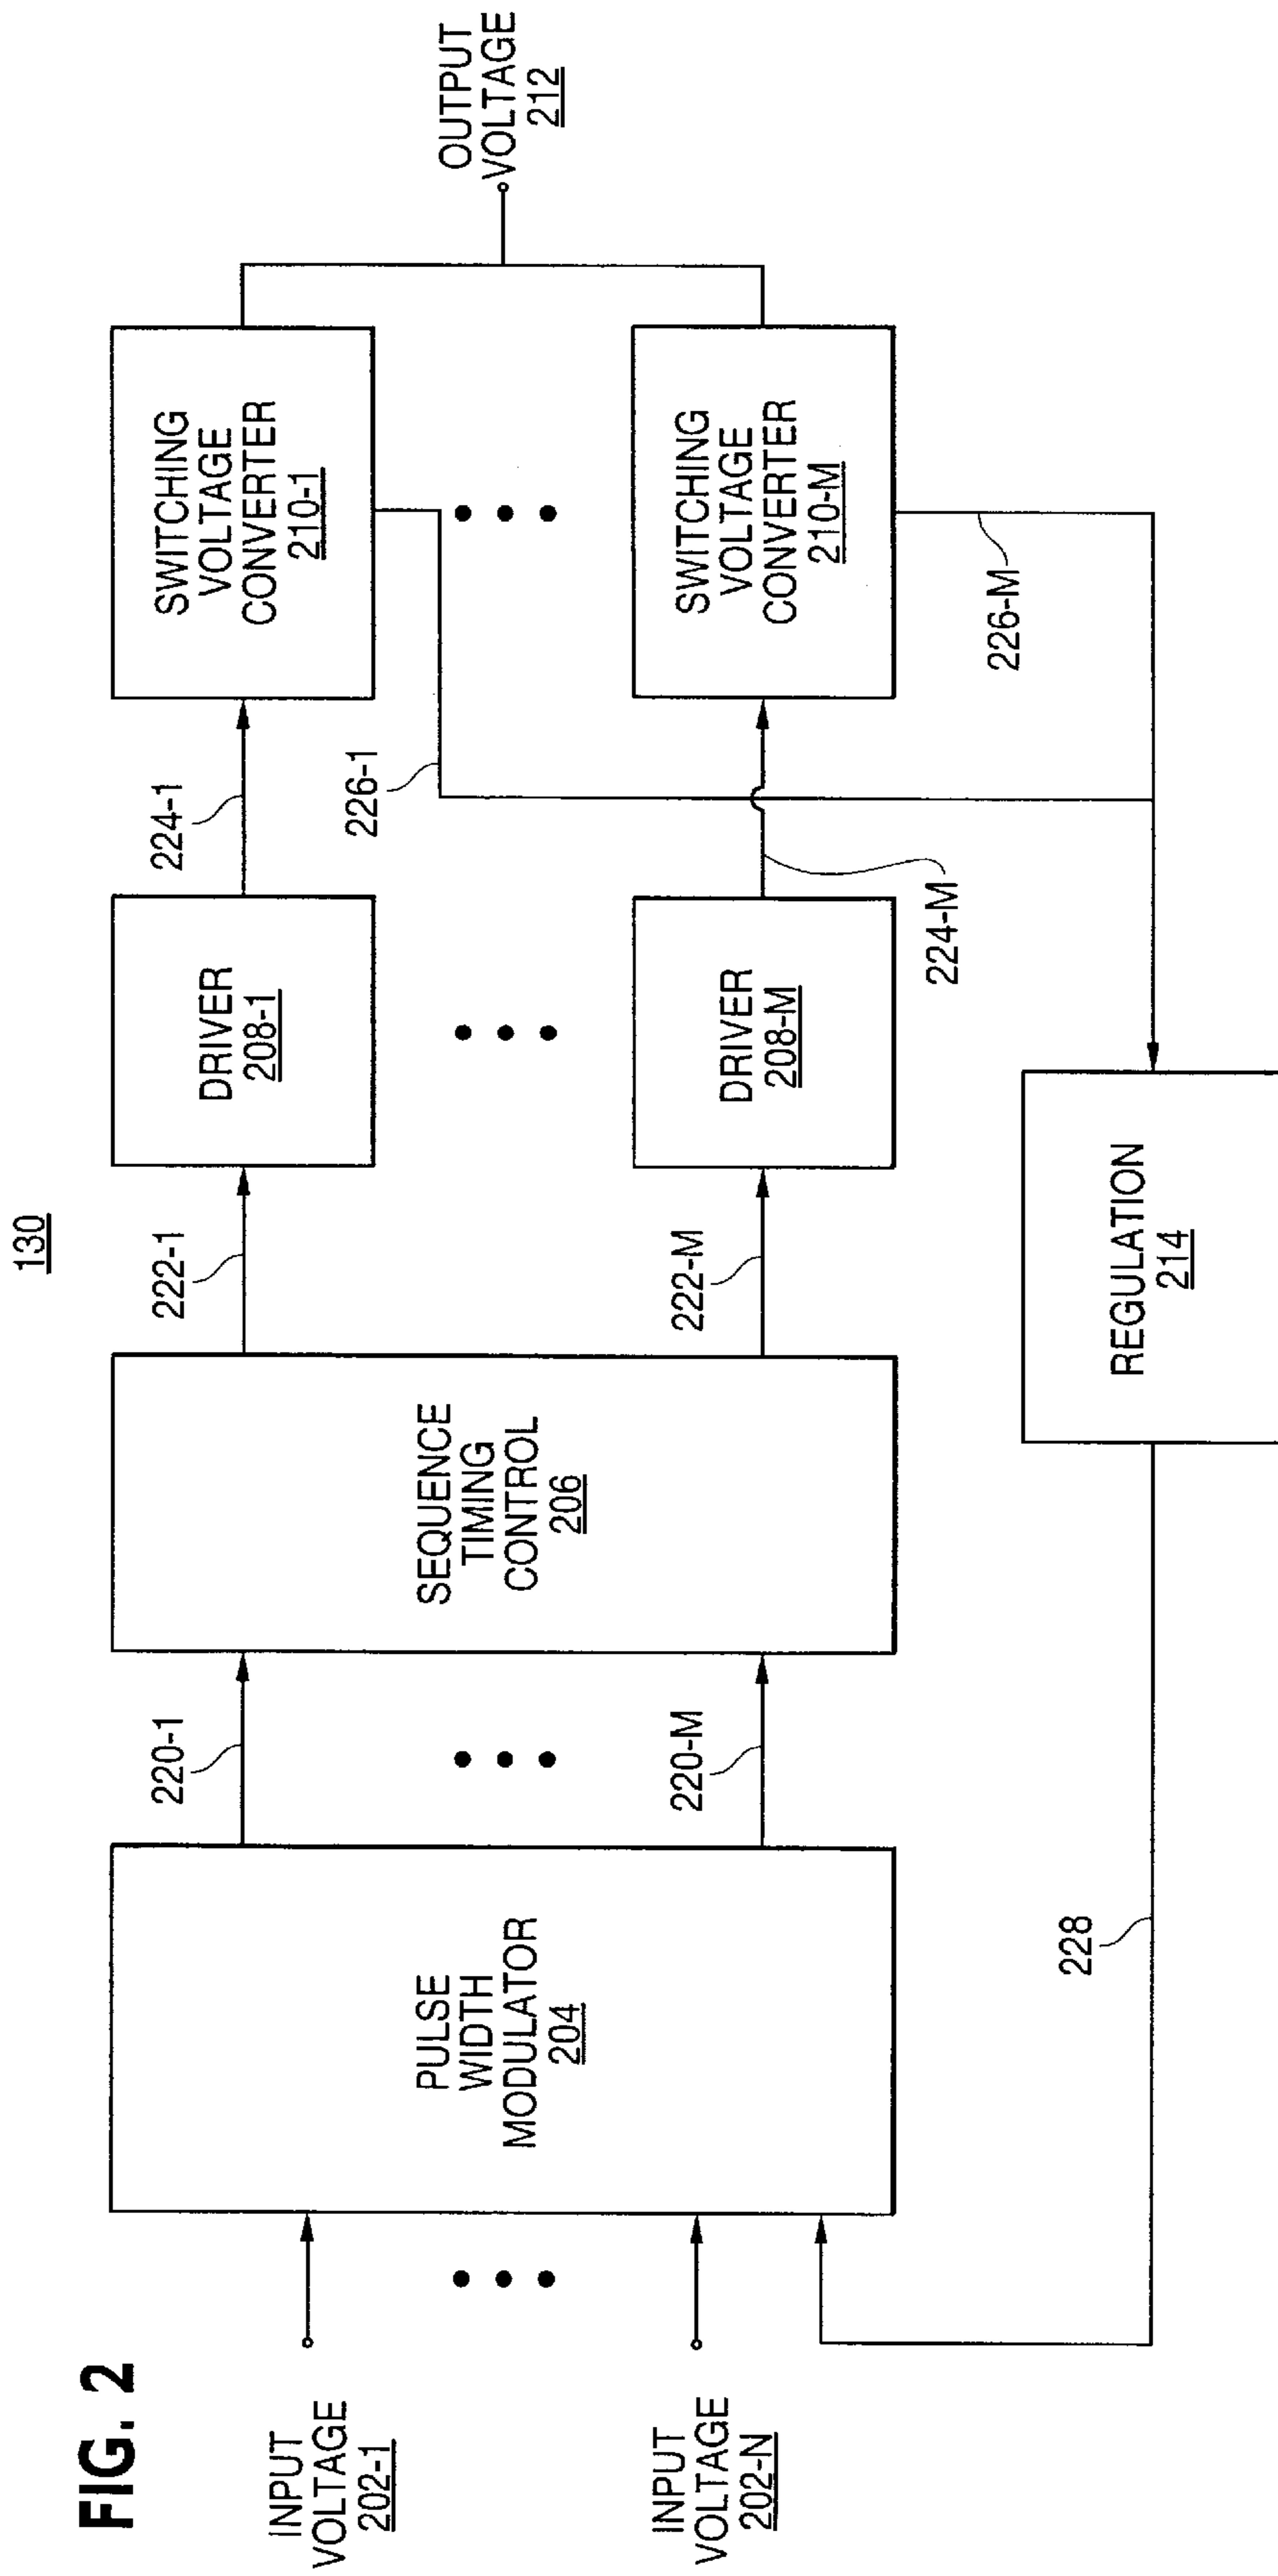 FIG. 2
130
INPUT
VOLTAGE
202-1
INPUT
VOLTAGE
202-N
PULSE
WIDTH
MODULATOR
204
220-1
220-M
SEQUENCE
TIMING
CONTROL
206
222-1
222-M
DRIVER
208-1
DRIVER
208-M
224-1
224-M
226-1
SWITCHING
VOLTAGE
CONVERTER
210-1
SWITCHING
VOLTAGE
CONVERTER
210-M
226-M
OUTPUT
VOLTAGE
212
228
REGULATION
214